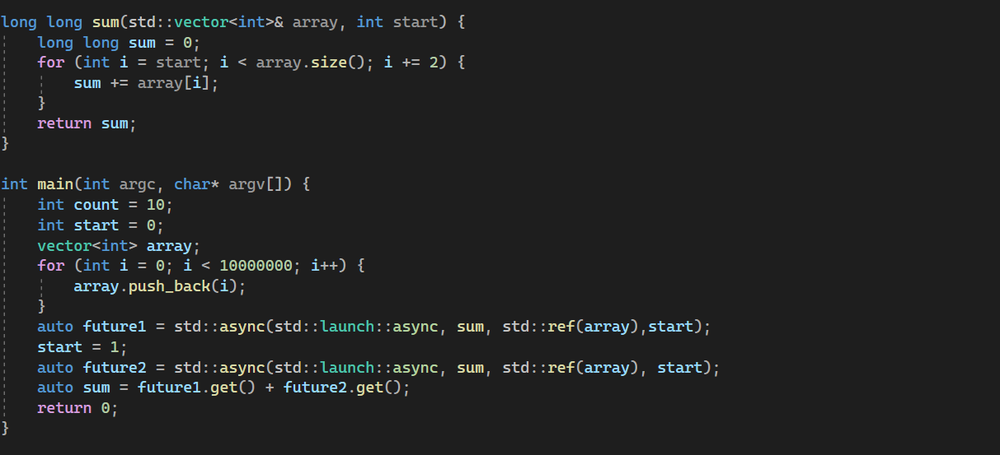 long long sum(std::vector<int>& array, int start) {
    long long sum = 0;
    for (int i = start; i < array.size(); i += 2) {
        sum += array[i];
    }
    return sum;
}

int main(int argc, char* argv[]) {
    int count = 10;
    int start = 0;
    vector<int> array;
    for (int i = 0; i < 10000000; i++) {
        array.push_back(i);
    }
    auto future1 = std::async(std::launch::async, sum, std::ref(array),start);
    start = 1;
    auto future2 = std::async(std::launch::async, sum, std::ref(array), start);
    auto sum = future1.get() + future2.get();
    return 0;
}